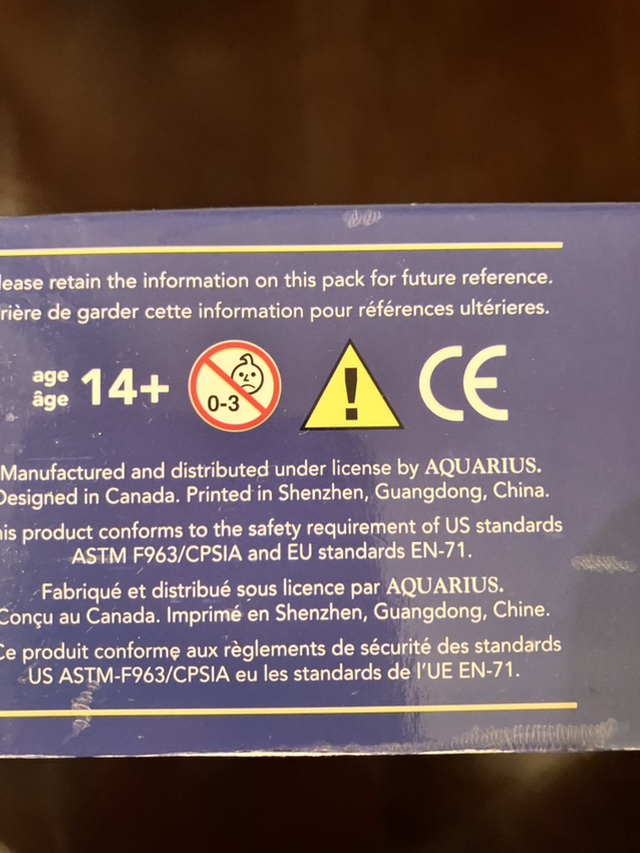 lease retain the information on this pack for future reference.
rière de garder cette information pour références ultérieres.
age
âge 14+
0-3
!
CE
Manufactured and distributed under license by AQUARIUS.
Designed in Canada. Printed in Shenzhen, Guangdong, China.
his product conforms to the safety requirement of US standards
ASTM F963/CPSIA and EU standards EN-71.
Fabriqué et distribué sous licence par AQUARIUS.
Conçu au Canada. Imprimé en Shenzhen, Guangdong, Chine.
Ce produit conforme aux règlements de sécurité des standards
US ASTM-F963/CPSIA eu les standards de l'UE EN-71.